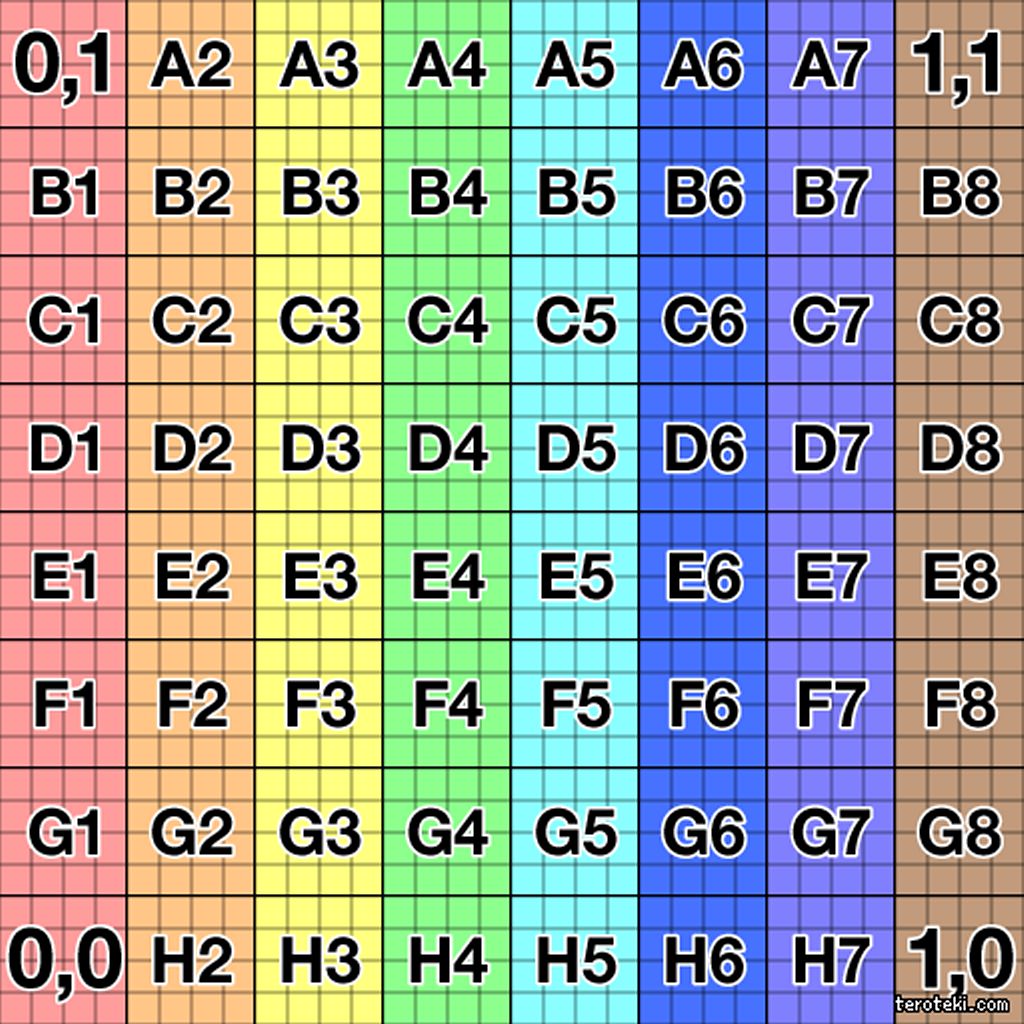 0,1 A2 A3 A4 A5 A6 A7 1,1
B1 B2 B3 B4 B5 B6 B7 B8
C1 C2 C3 C4 C5 C6 C7 C8
D1 D2 D3 D4 D5 D6 D7 D8
E1 E2 E3 E4 E5 E6 E7 E8
F1 F2 F3 F4 F5 F6 F7 F8
G1 G2 G3 G4 G5 G6 G7 G8
0,0 H2 H3 H4 H5 H6 H7 1,0
teroteki.com